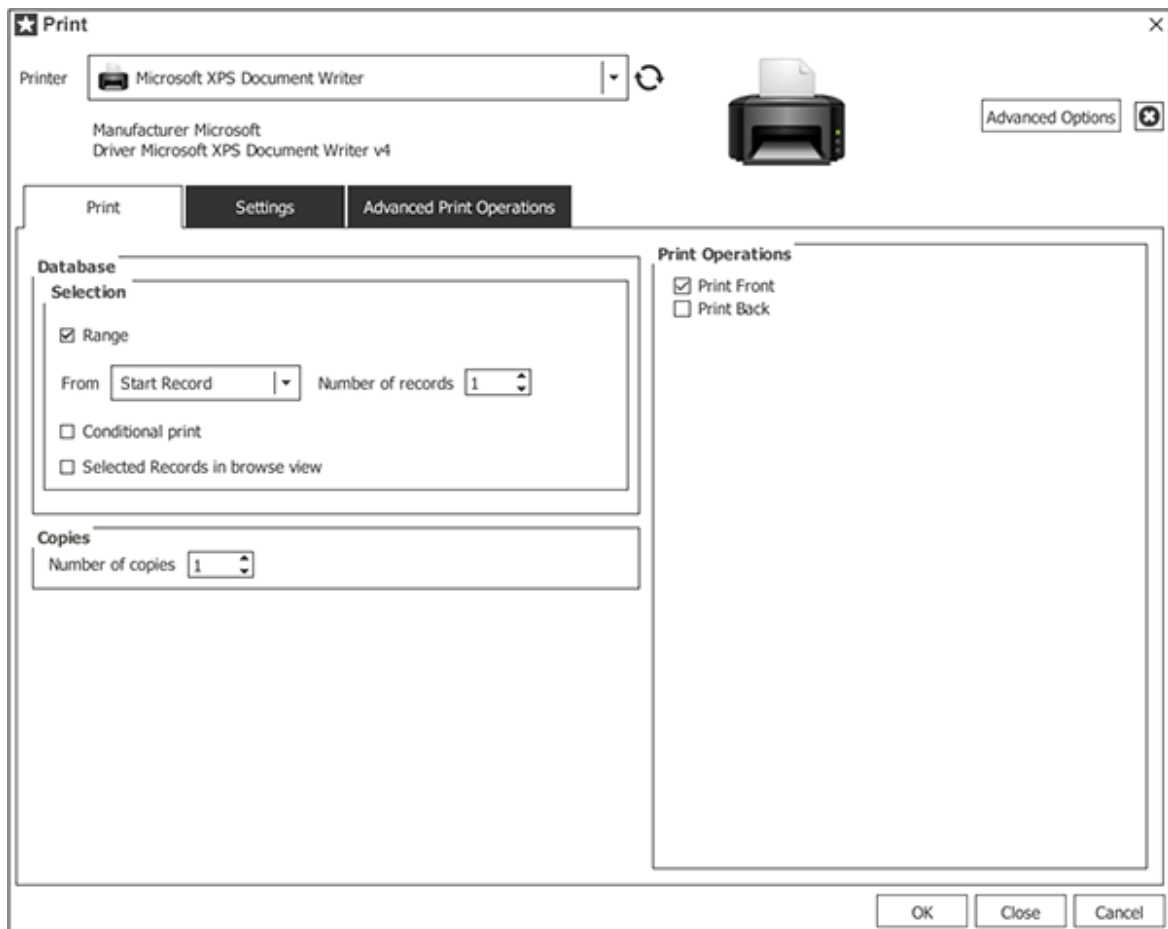 Print
Printer Microsoft XPS Document Writer
Advanced Options
Manufacturer Microsoft
Driver Microsoft XPS Document Writer v4
Print Settings Advanced Print Operations
Database
Selection
Range
From Start Record Number of records 1
Conditional print
Selected Records in browse view
Copies
Number of copies 1
Print Operations
Print Front
Print Back
OK Close Cancel